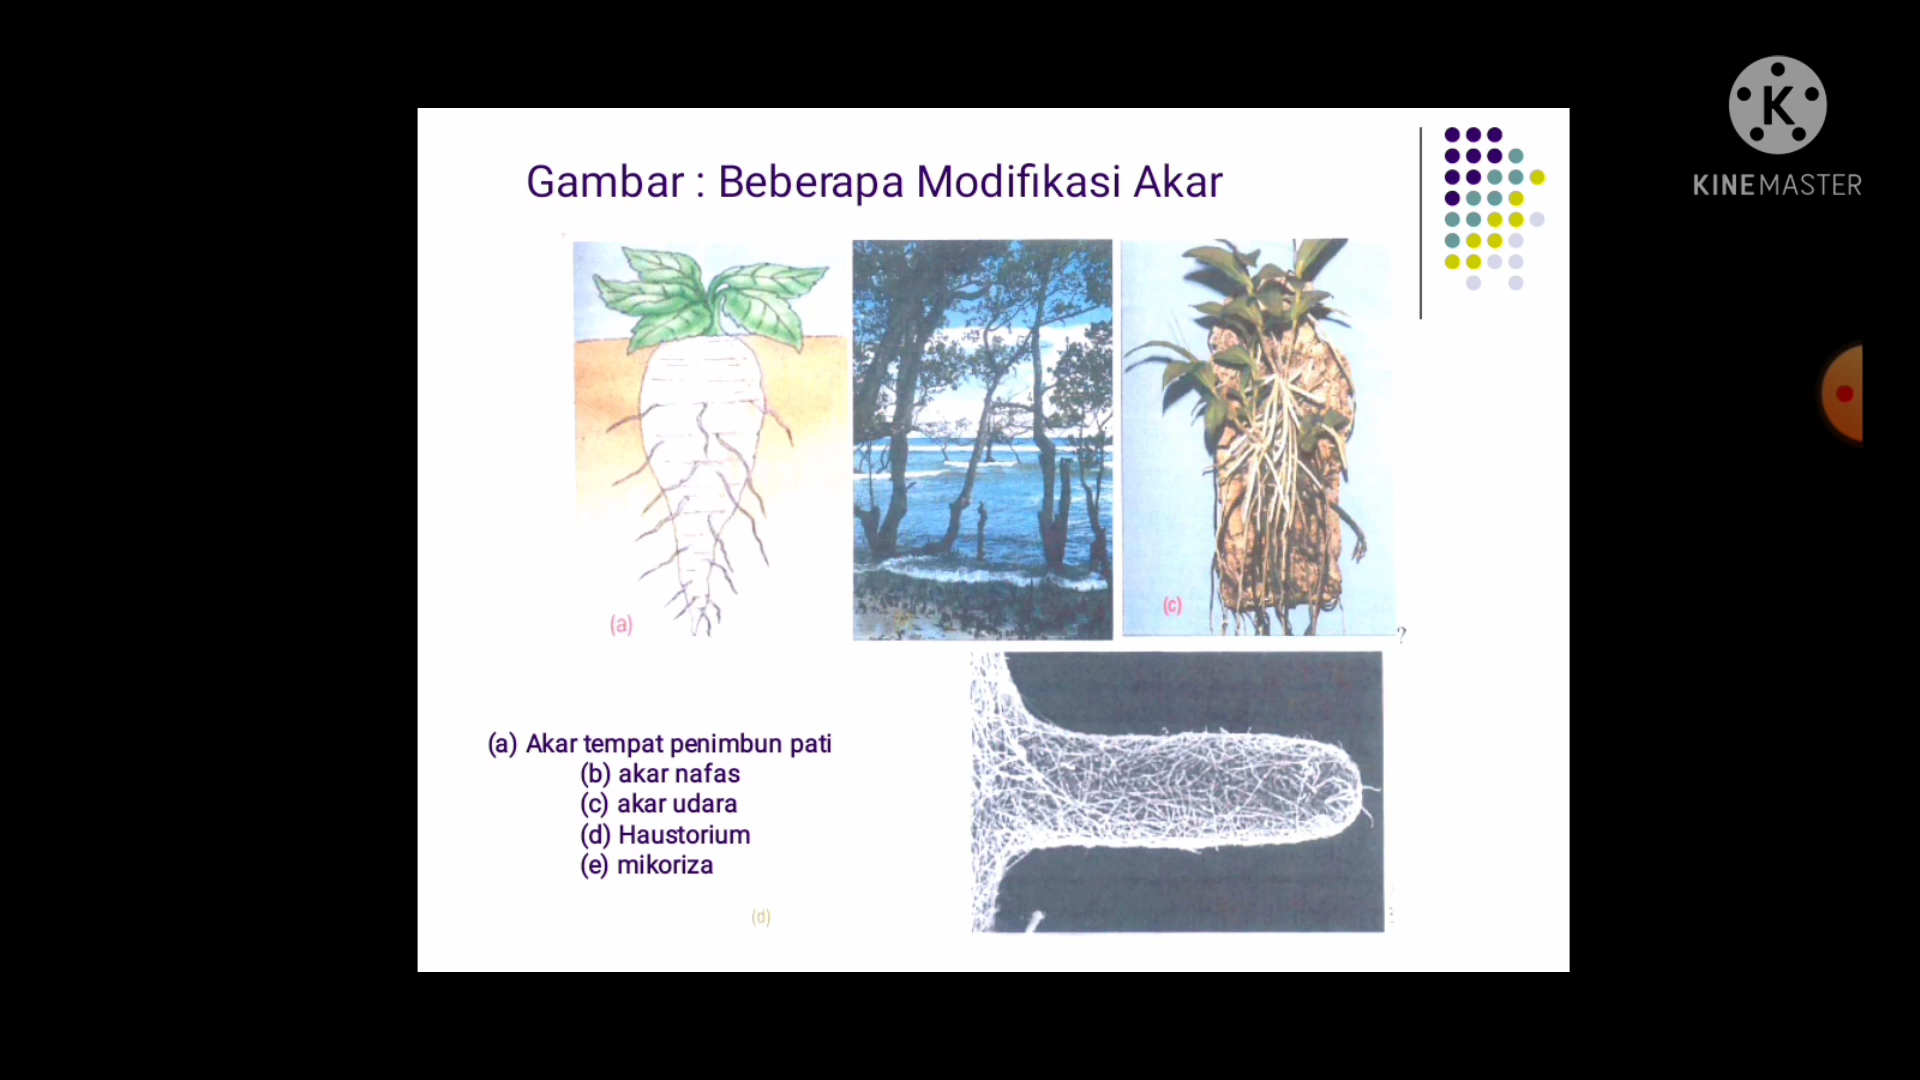 Gambar : Beberapa Modifikasi Akar
KINEMASTER
(a)
(c)
?
(a) Akar tempat penimbun pati
(b) akar nafas
(c) akar udara
(d) Haustorium
(e) mikoriza
(d)